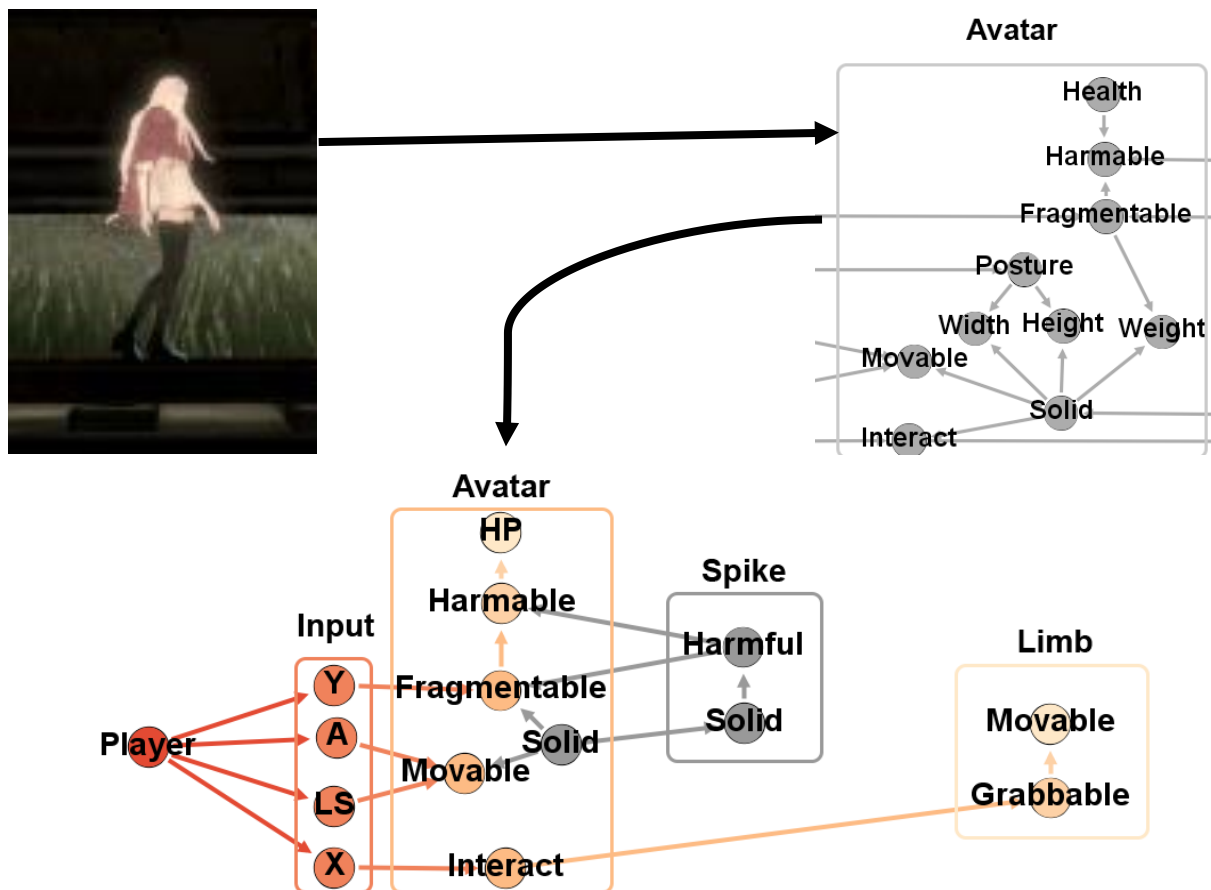 Avatar
Health
Harmable
Fragmentable
Posture
Width Height Weight
Movable
Solid
Interact
Avatar
HP
Spike
Harmable
Input
Harmful
Limb
Y Fragmentable
Player A Solid Solid Movable
Movable
LS Grabbable
X Interact